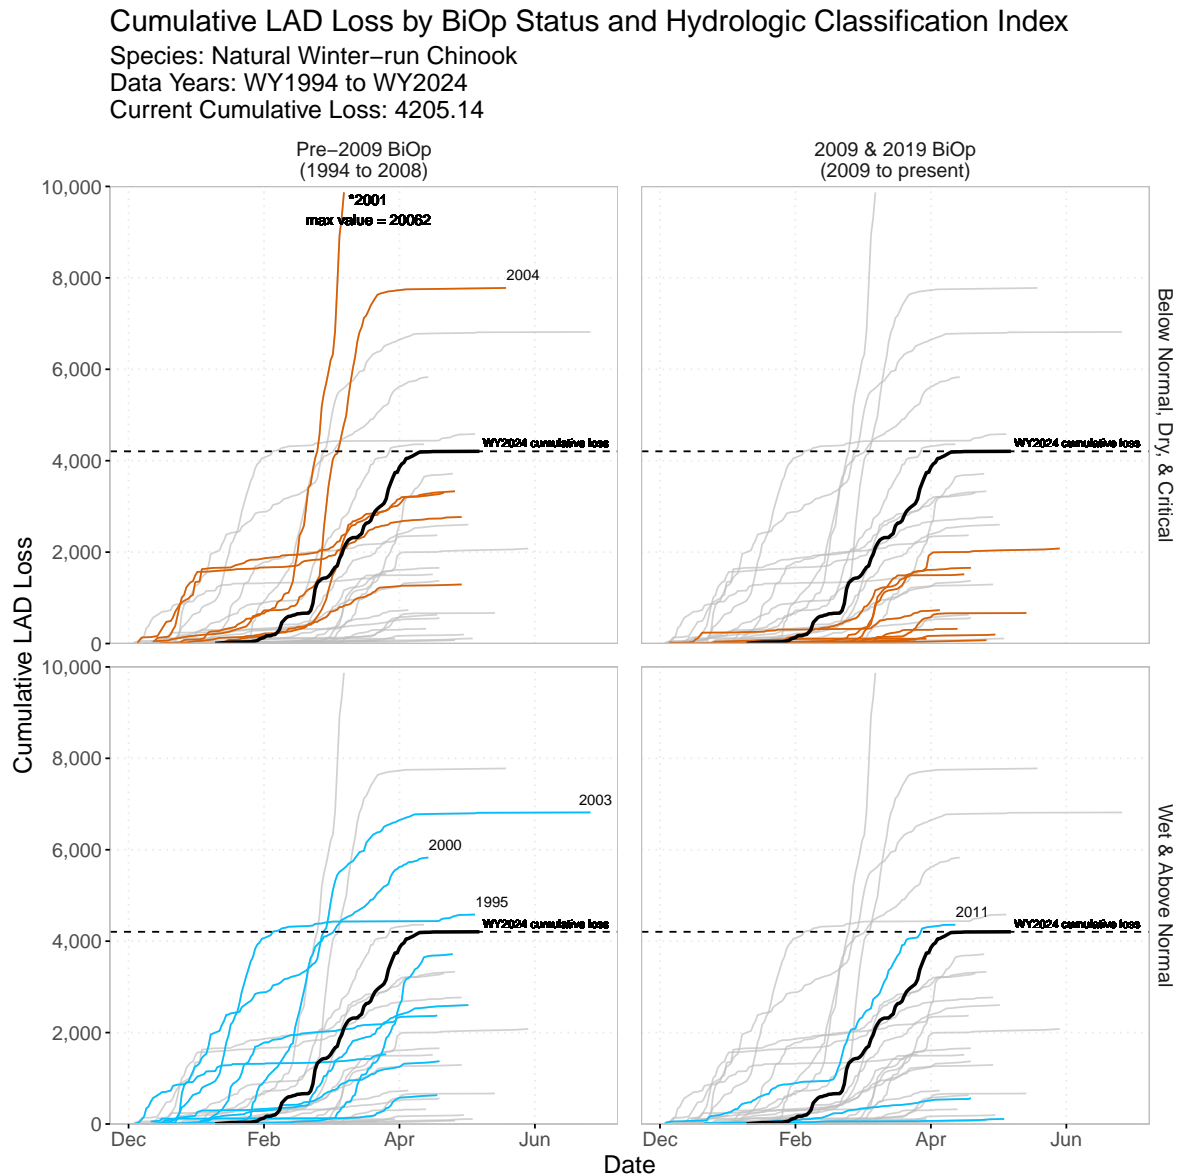 Cumulative LAD Loss by BiOp Status and Hydrologic Classification Index
Species: Natural Winter−run Chinook
Data Years: WY1994 to WY2024
Current Cumulative Loss: 4205.14
Pre−2009 BiOp
(1994 to 2008)
2009 & 2019 BiOp
(2009 to present)
10,000
8,000
6,000
4,000
2,000
0
*2001
max value = 20062
2004
WY2024 cumulative loss
WY2024 cumulative loss
Below Normal, Dry, & Critical
10,000
8,000
6,000
4,000
2,000
0
2003
2000
1995
WY2024 cumulative loss
2011
WY2024 cumulative loss
Wet & Above Normal
Cumulative LAD Loss
Dec
Feb
Apr
Jun
Dec
Feb
Apr
Jun
Date